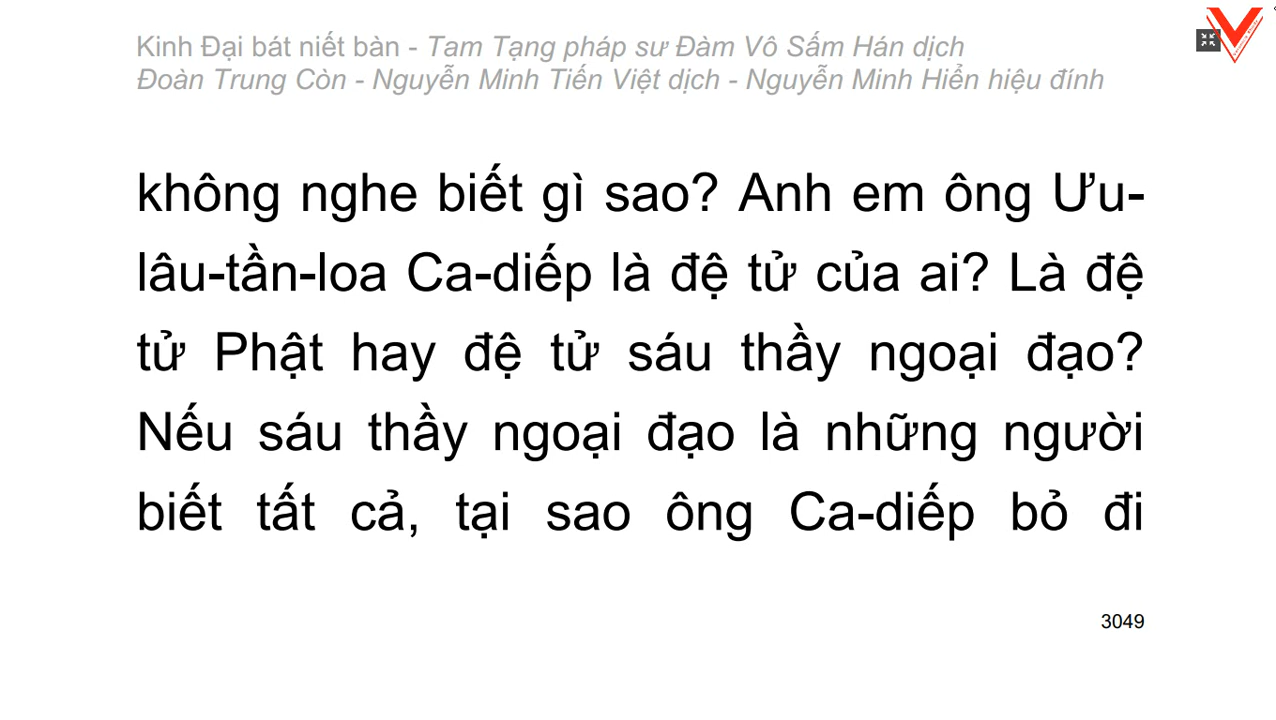 Kinh Đại bát niết bàn - Tam Tạng pháp sư Đàm Vô Sấm Hán dịch
Đoàn Trung Còn - Nguyễn Minh Tiến Việt dịch - Nguyễn Minh Hiển hiệu đính
không nghe biết gì sao? Anh em ông Ưu-
lâu-tần-loa Ca-diếp là đệ tử của ai? Là đệ
tử Phật hay đệ tử sáu thầy ngoại đạo?
Nếu sáu thầy ngoại đạo là những người
biết tất cả, tại sao ông Ca-diếp bỏ đi
3049